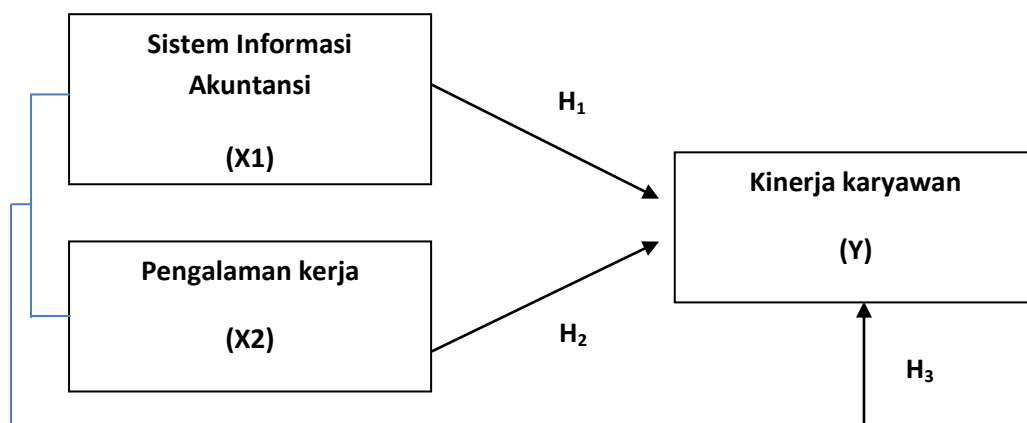 Sistem Informasi
Akuntansi
(X1)
H₁
Kinerja karyawan
(Y)
Pengalaman kerja
(X2)
H₂
H₃